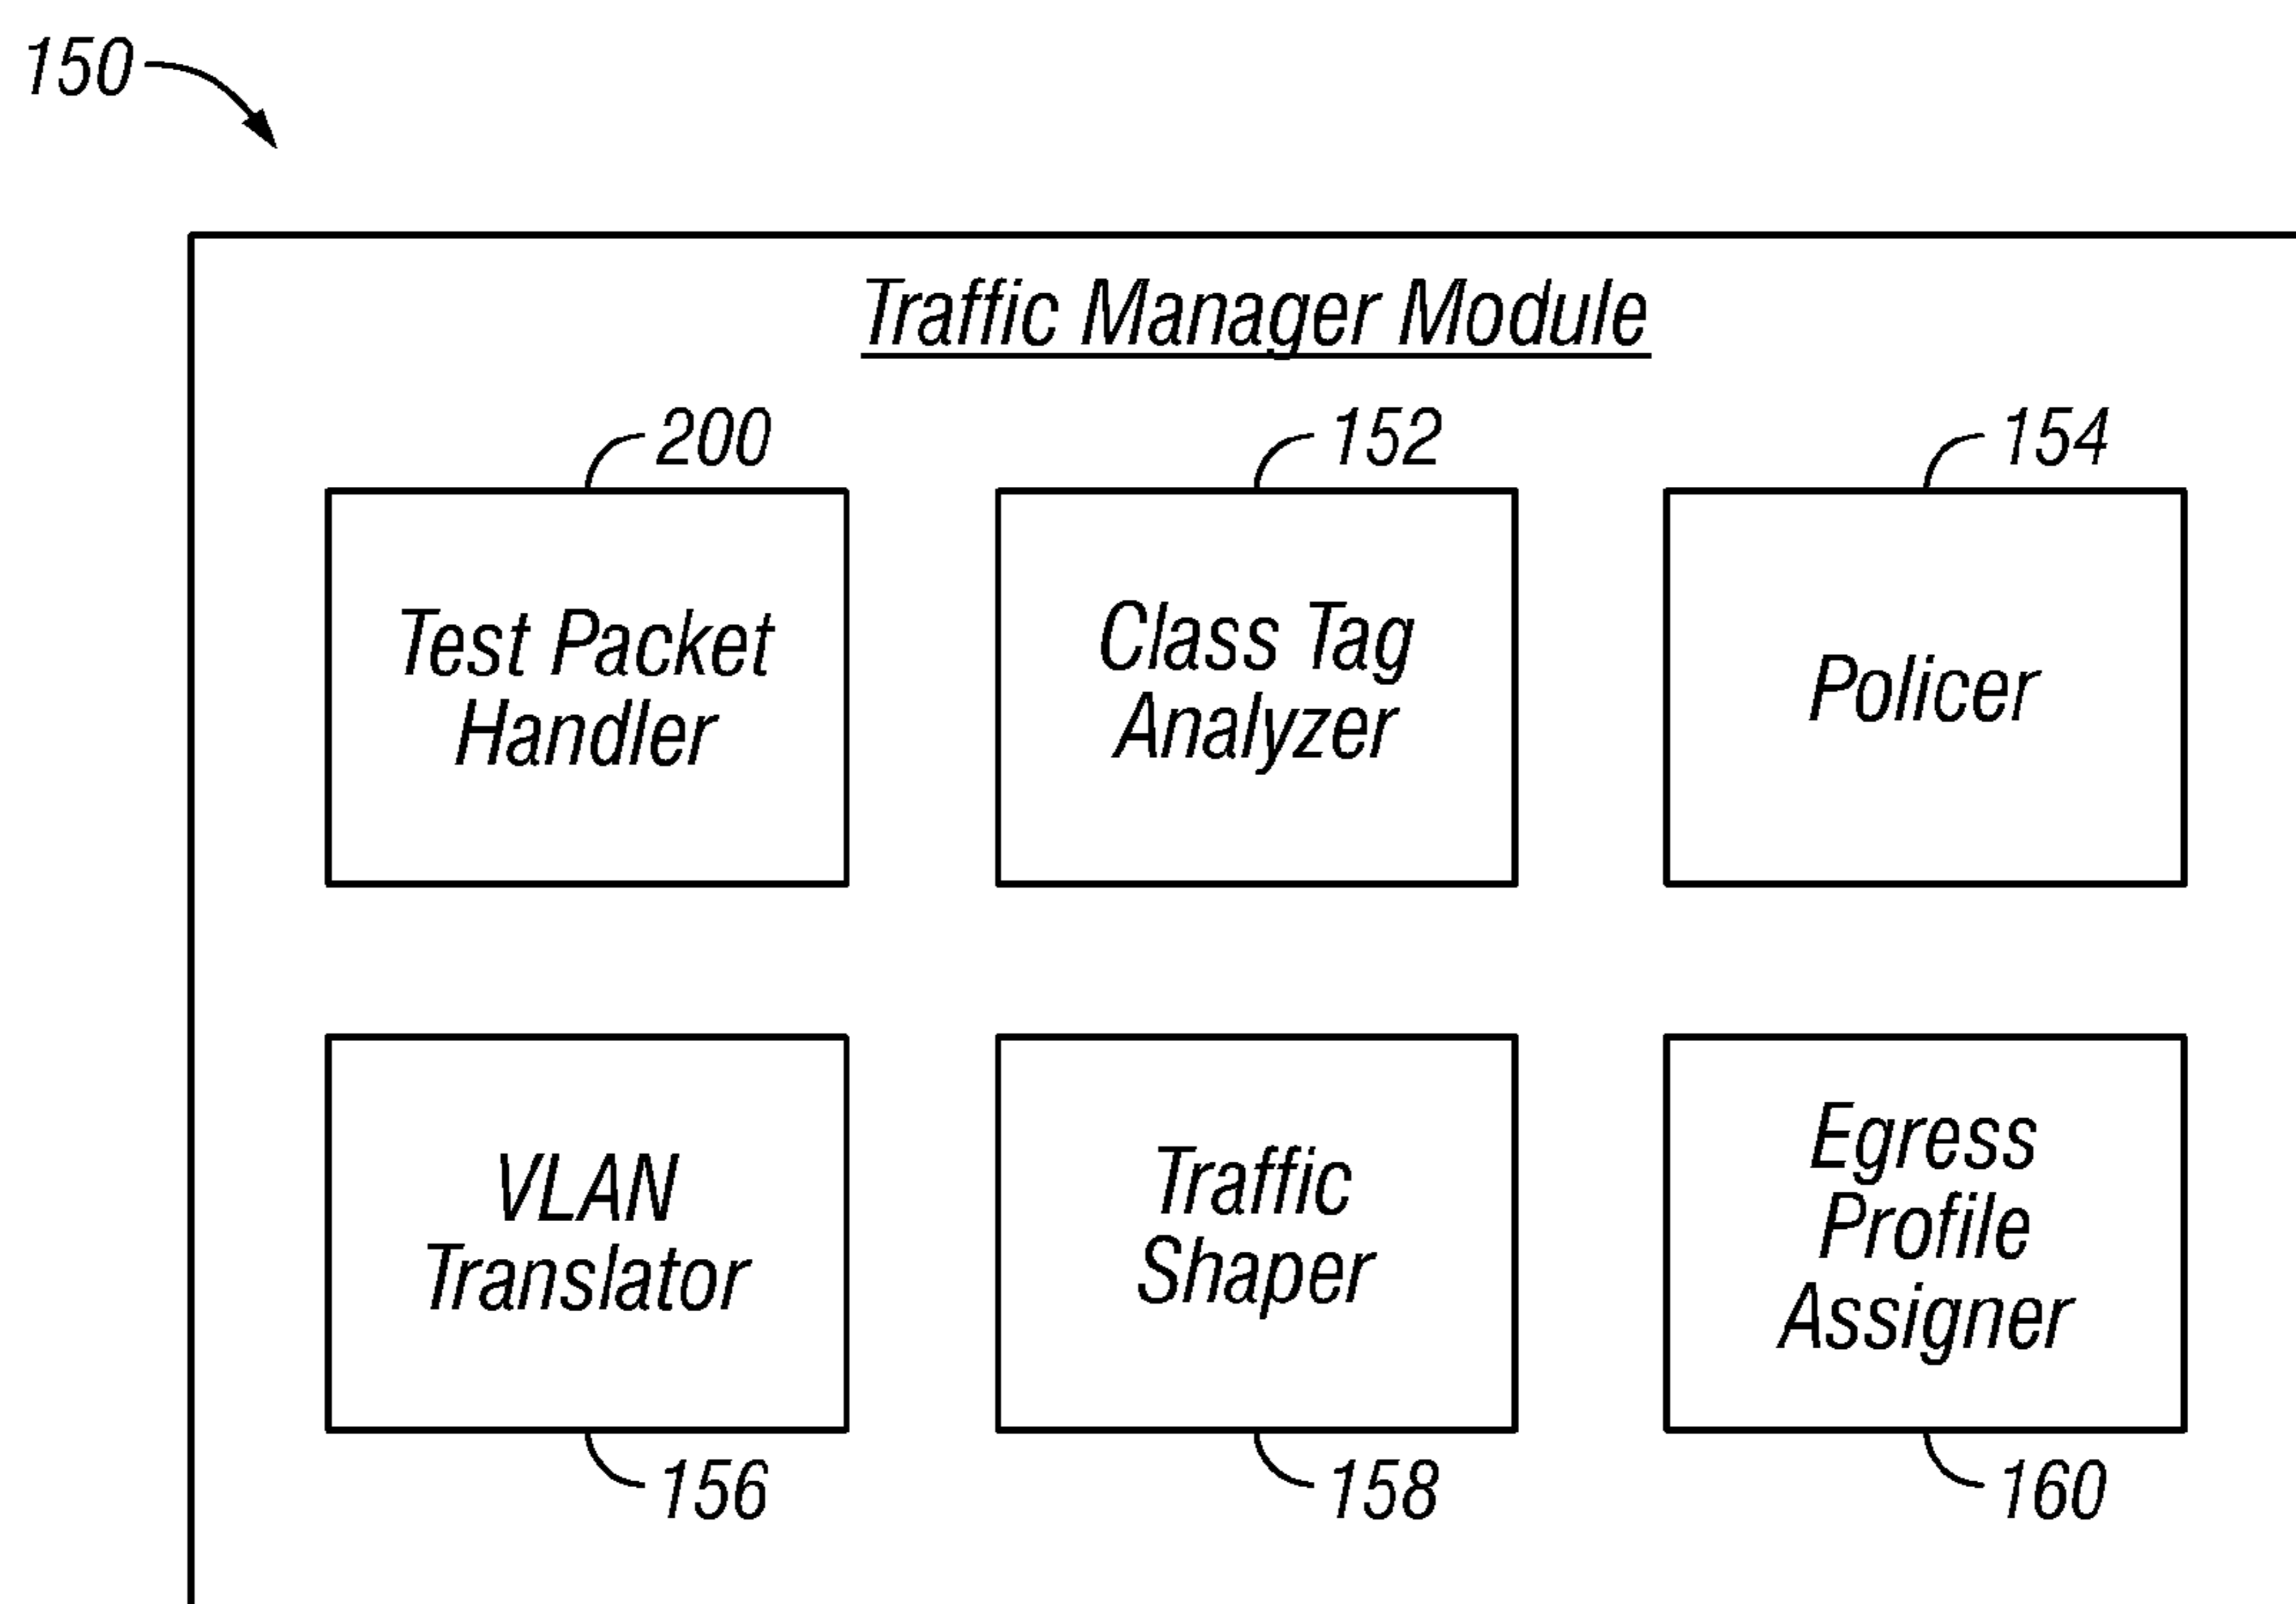 150
Traffic Manager Module
200
152
154
Test Packet
Handler
Class Tag
Analyzer
Policer
VLAN
Translator
Traffic
Shaper
Egress
Profile
Assigner
156
158
160